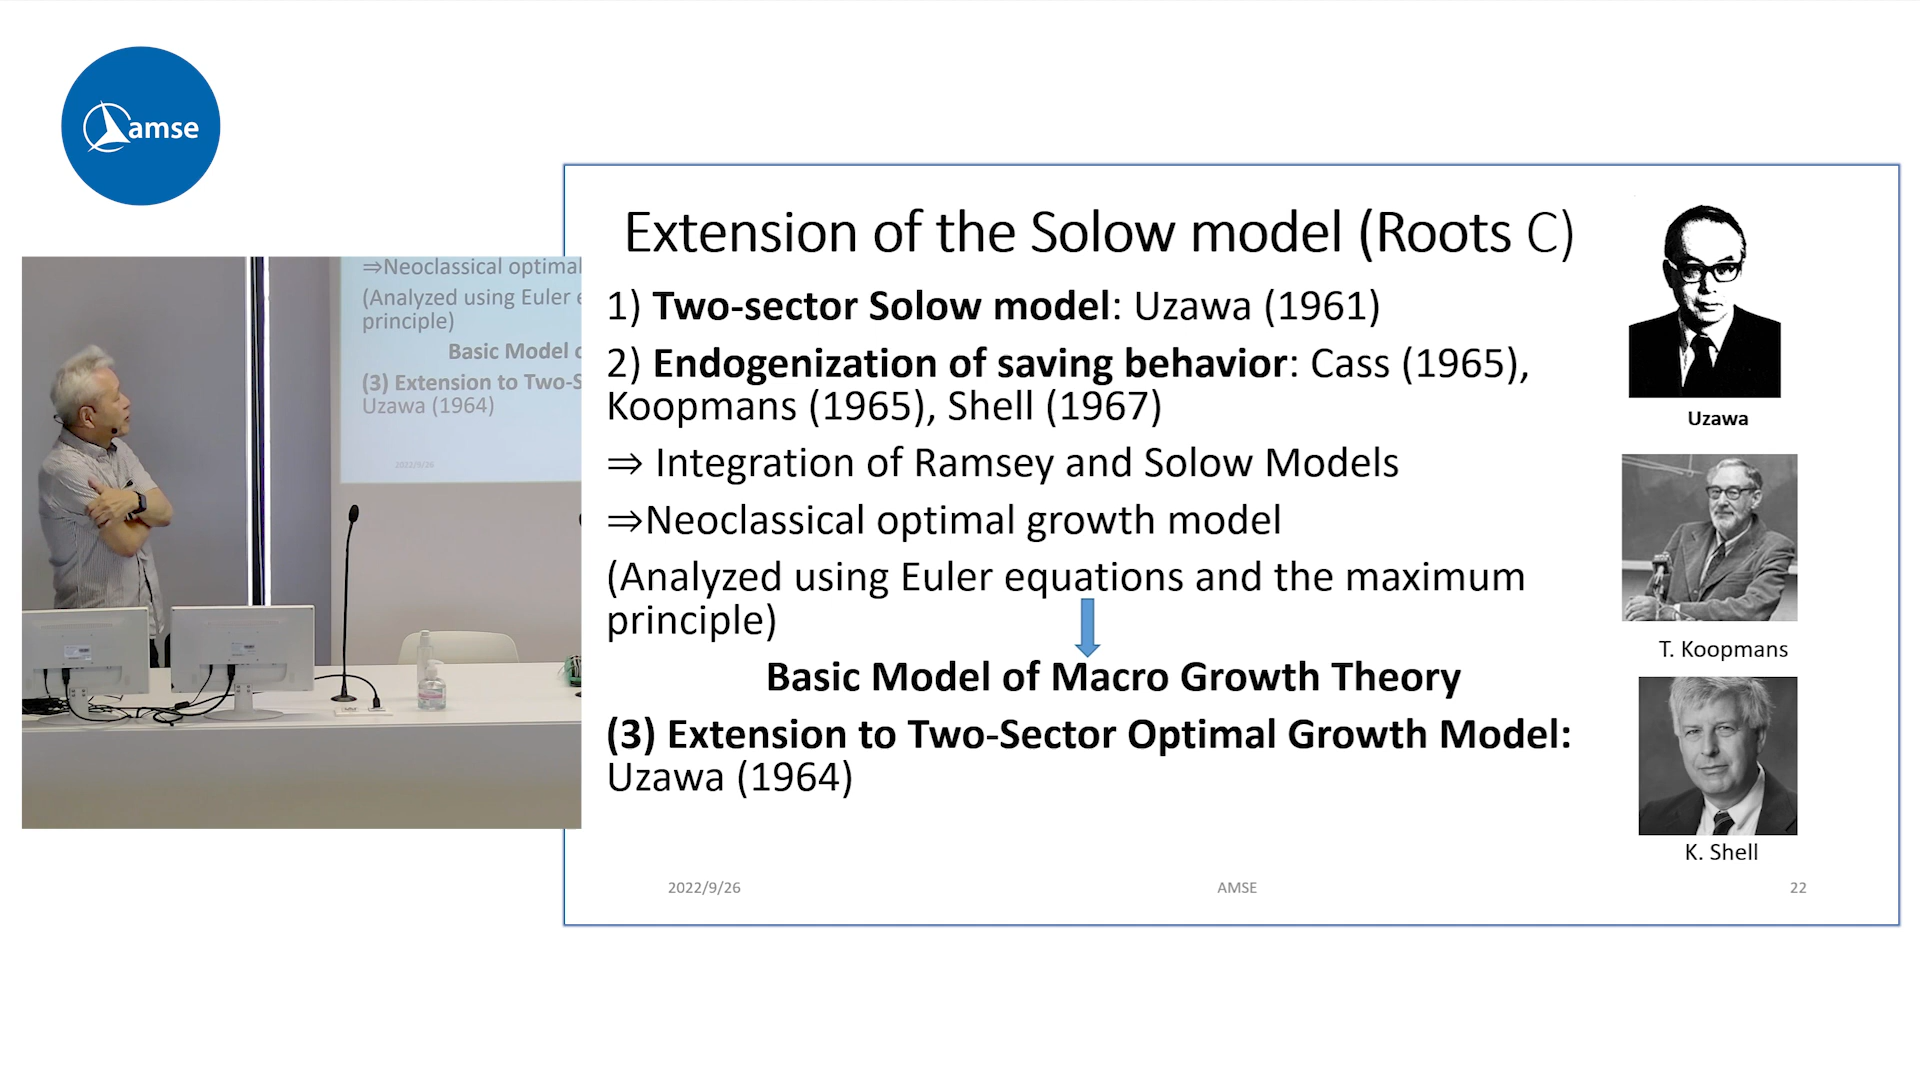 amse
Extension of the Solow model (Roots C)
1) Two-sector Solow model: Uzawa (1961)
2) Endogenization of saving behavior: Cass (1965),
Koopmans (1965), Shell (1967)
⇒ Integration of Ramsey and Solow Models
⇒Neoclassical optimal growth model
(Analyzed using Euler equations and the maximum
principle)
Basic Model of Macro Growth Theory
(3) Extension to Two-Sector Optimal Growth Model:
Uzawa (1964)
Uzawa
T. Koopmans
K. Shell
2022/9/26
AMSE
22
⇒Neoclassical optimal
(Analyzed using Euler e
principle)
Basic Model o
(3) Extension to Two-S
Uzawa (1964)
2022/9/26